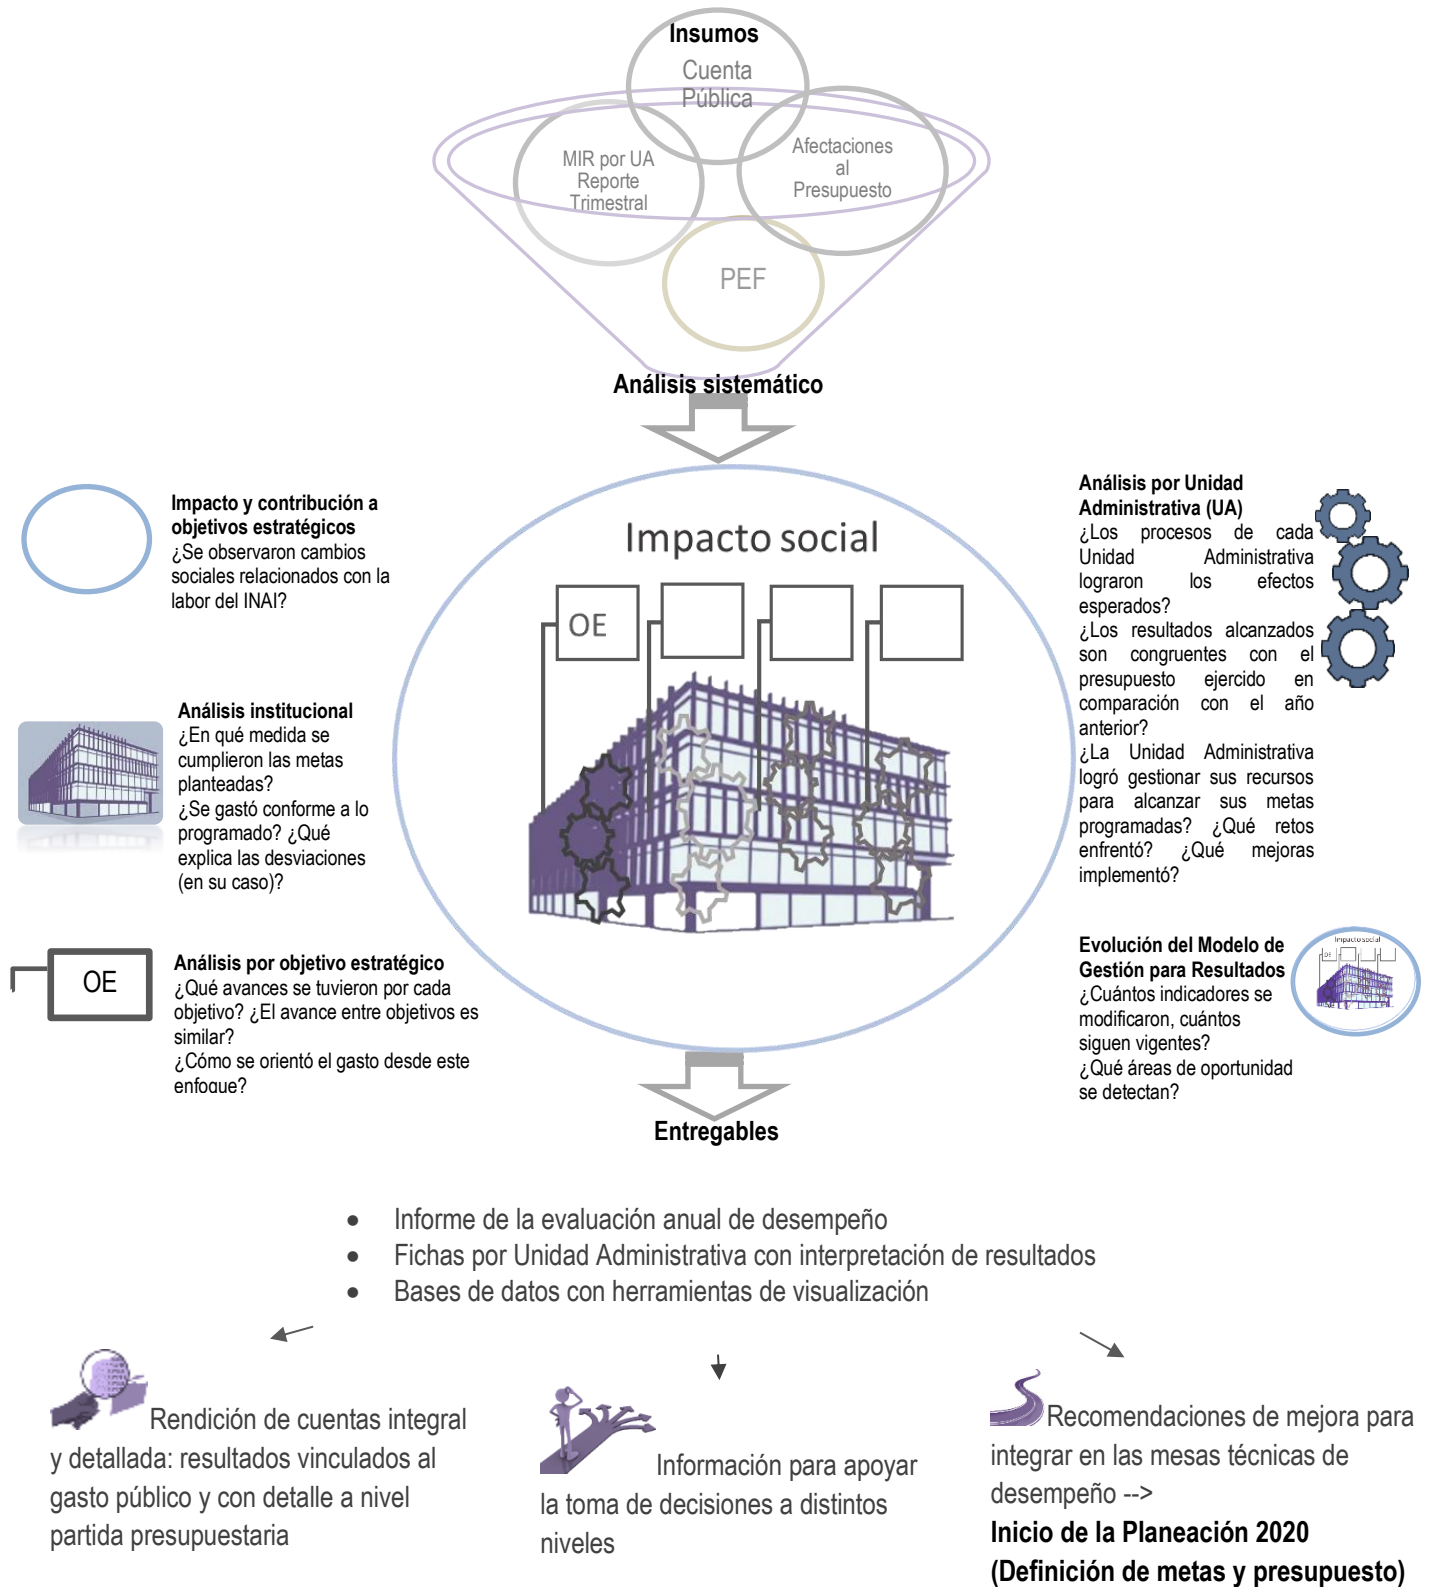 Insumos
Cuenta
Pública
MIR por UA
Reporte
Trimestral
Afectaciones
al
Presupuesto
PEF
Análisis sistemático
Impacto y contribución a
objetivos estratégicos
¿Se observaron cambios
sociales relacionados con la
labor del INAI?
Análisis institucional
¿En qué medida se
cumplieron las metas
planteadas?
¿Se gastó conforme a lo
programado? ¿Qué
explica las desviaciones
(en su caso)?
OE
Análisis por objetivo estratégico
¿Qué avances se tuvieron por cada
objetivo? ¿El avance entre objetivos es
similar?
¿Cómo se orientó el gasto desde este
enfoque?
Impacto social
OE
Análisis por Unidad
Administrativa (UA)
¿Los procesos de cada
Unidad Administrativa
lograron los efectos
esperados?
¿Los resultados alcanzados
son congruentes con el
presupuesto ejercido en
comparación con el año
anterior?
¿La Unidad Administrativa
logró gestionar sus recursos
para alcanzar sus metas
programadas? ¿Qué retos
enfrentó? ¿Qué mejoras
implementó?
Evolución del Modelo de
Gestión para Resultados
¿Cuántos indicadores se
modificaron, cuántos
siguen vigentes?
¿Qué áreas de oportunidad
se detectan?
Impacto social
OE
Entregables
• Informe de la evaluación anual de desempeño
• Fichas por Unidad Administrativa con interpretación de resultados
• Bases de datos con herramientas de visualización
Rendición de cuentas integral
y detallada: resultados vinculados al
gasto público y con detalle a nivel
partida presupuestaria
Información para apoyar
la toma de decisiones a distintos
niveles
Recomendaciones de mejora para
integrar en las mesas técnicas de
desempeño -->
Inicio de la Planeación 2020
(Definición de metas y presupuesto)